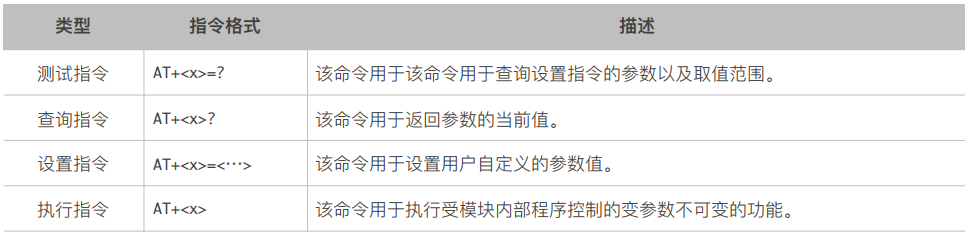 类型 指令格式 描述
测试指令 AT+<x>=? 该命令用于该命令用于查询设置指令的参数以及取值范围。
查询指令 AT+<x>? 该命令用于返回参数的当前值。
设置指令 AT+<x>=<…> 该命令用于设置用户自定义的参数值。
执行指令 AT+<x> 该命令用于执行受模块内部程序控制的变参数不可变的功能。